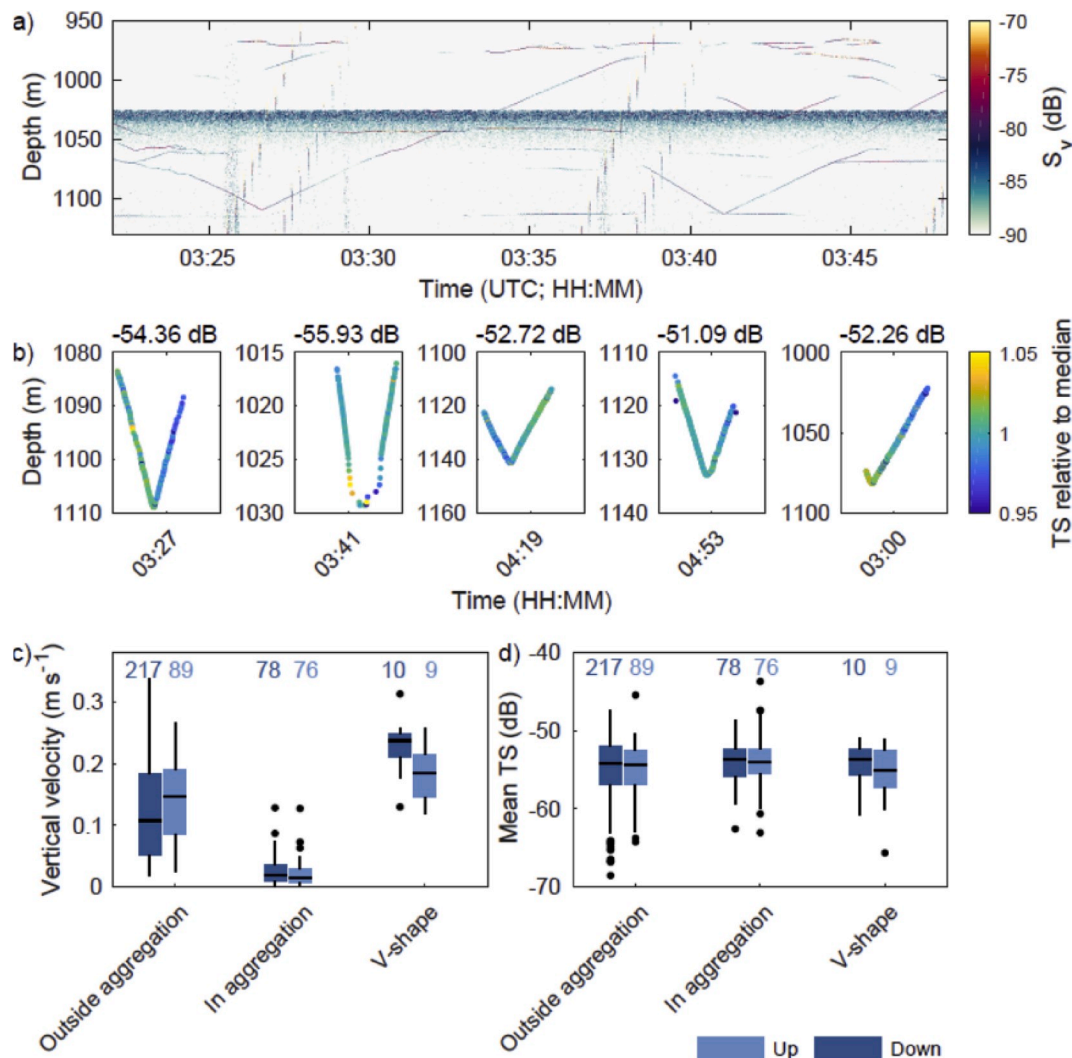 a)
950
1000
1050
1100
Depth (m)
03:25 03:30 03:35 03:40 03:45
Time (UTC; HH:MM)
-70
-75
-80
-85
-90
Sv (dB)
b)
-54.36 dB -55.93 dB -52.72 dB -51.09 dB -52.26 dB
Depth (m)
1080
1090
1100
1110
1015
1020
1025
1030
1100
1120
1140
1160
1110
1120
1130
1140
1000
1050
1100
03:27 03:41 04:19 04:53 03:00
Time (HH:MM)
1.05
1
0.95
TS relative to median
c)
217 89 78 76 10 9
Vertical velocity (m s-1)
0.3
0.2
0.1
0
Outside aggregation
In aggregation
V-shape
d)
217 89 78 76 10 9
Mean TS (dB)
-40
-50
-60
-70
Outside aggregation
In aggregation
V-shape
Up Down